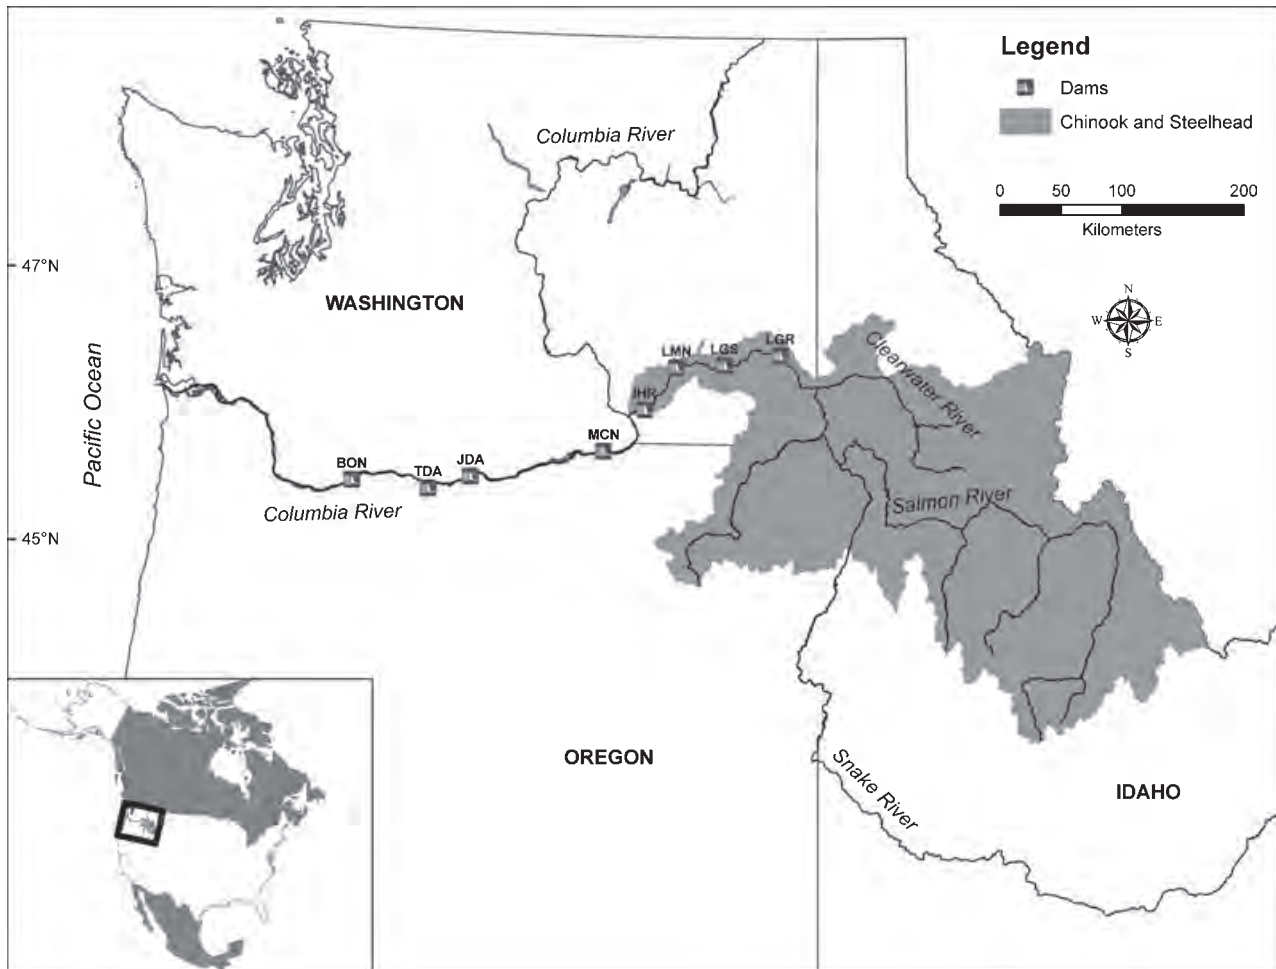 Legend
Dams
Chinook and Steelhead
0 50 100 200
Kilometers
N
W E
S
Columbia River
47°N
WASHINGTON
LMN LGS LGR
IHR
Clearwater River
Pacific Ocean
MCN
BON TDA JDA
Columbia River
Salmon River
45°N
OREGON
Snake River
IDAHO